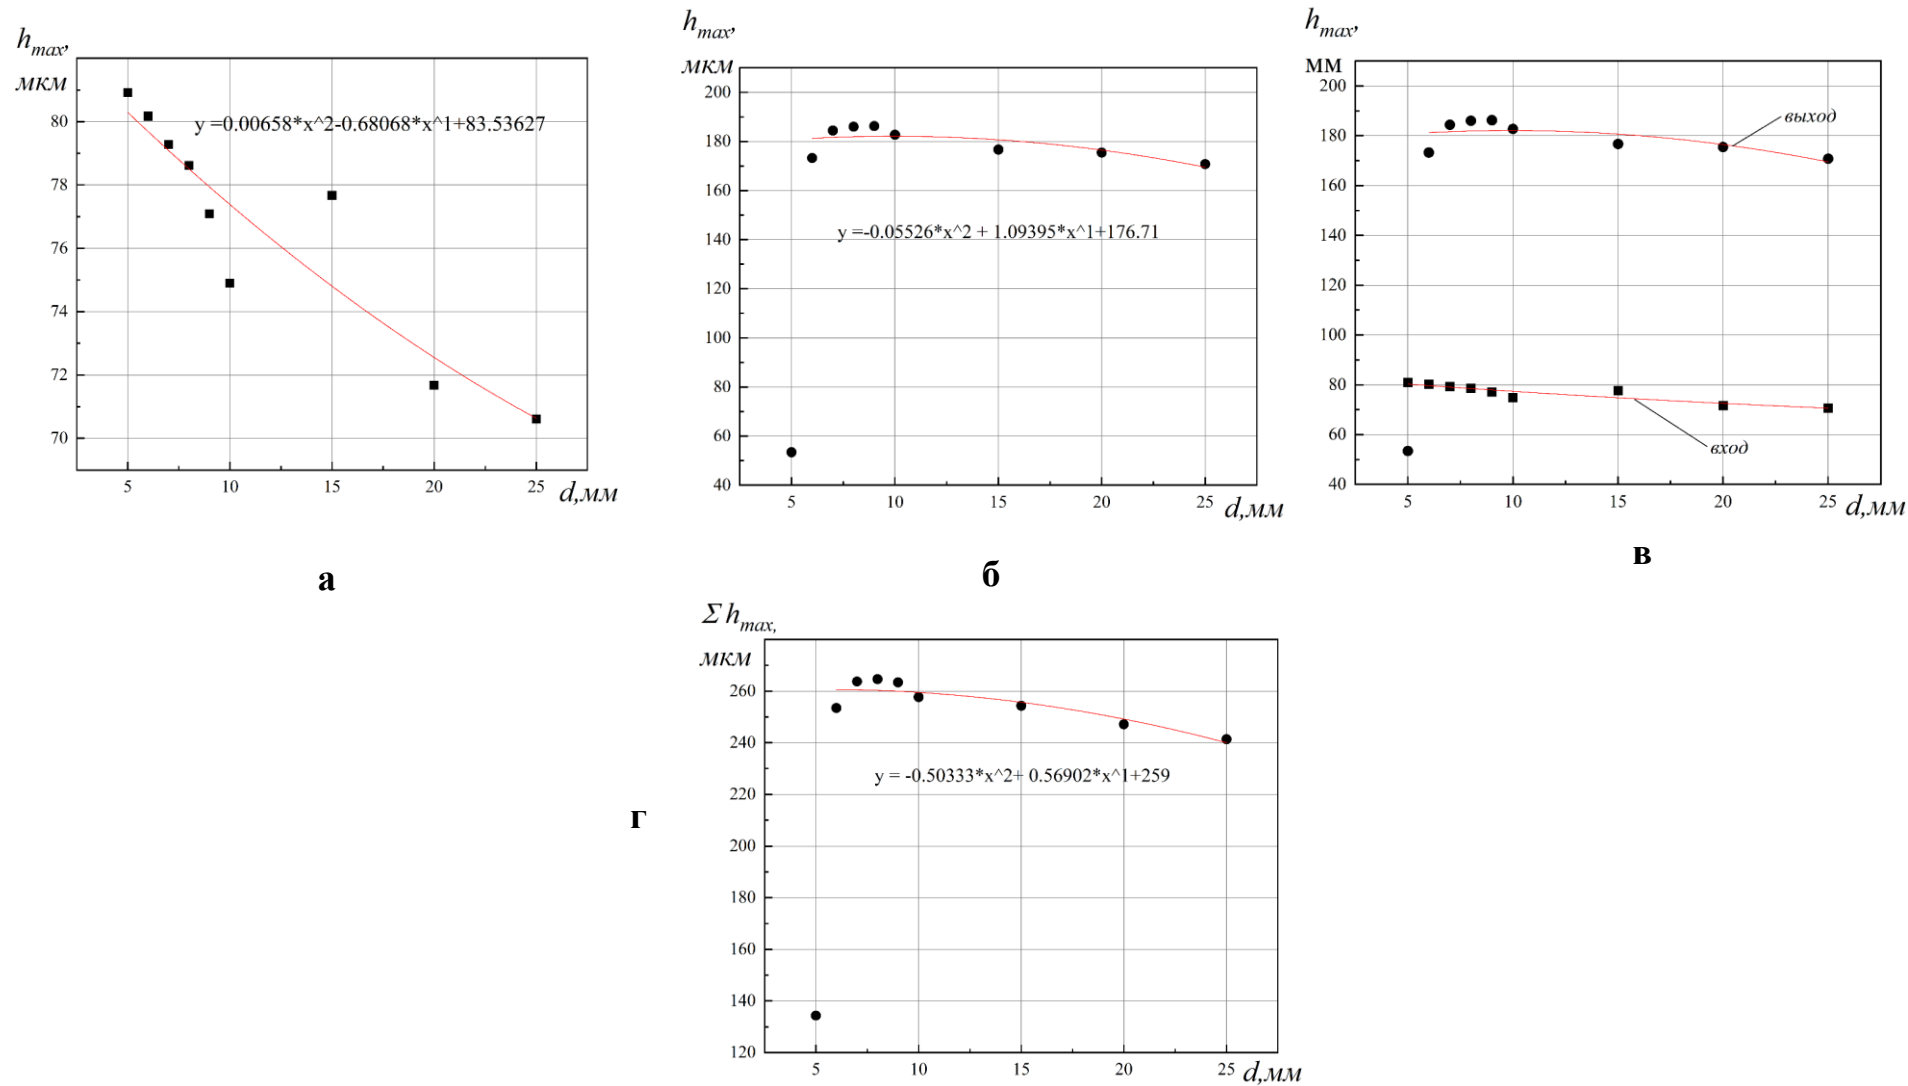 h_max,
мкм
80
78
76
74
72
70
y =0.00658*x^2-0.68068*x^1+83.53627
5 10 15 20 25
d,мм
а
h_max,
мкм
200
180
160
140
120
100
80
60
40
y =-0.05526*x^2 + 1.09395*x^1+176.71
5 10 15 20 25
d,мм
б
h_max,
мм
200
180
160
140
120
100
80
60
40
выход
вход
5 10 15 20 25
d,мм
в
Σ h_max,
мкм
260
240
220
200
180
160
140
120
y = -0.50333*x^2+ 0.56902*x^1+259
5 10 15 20 25
d,мм
г